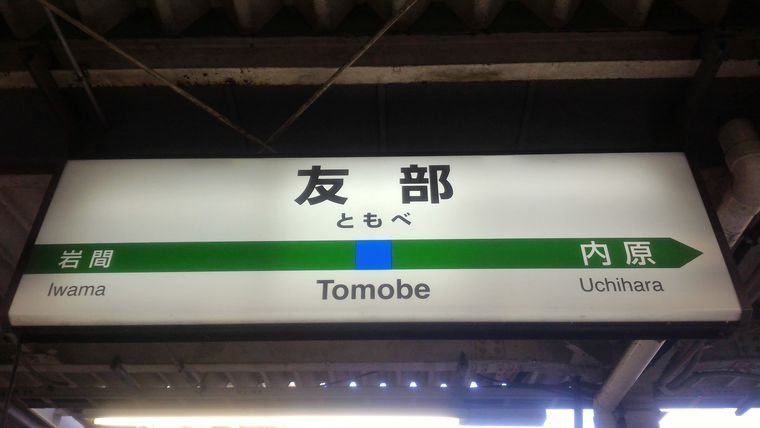 友部
ともべ
岩間
内原
Iwama
Tomobe
Uchihara